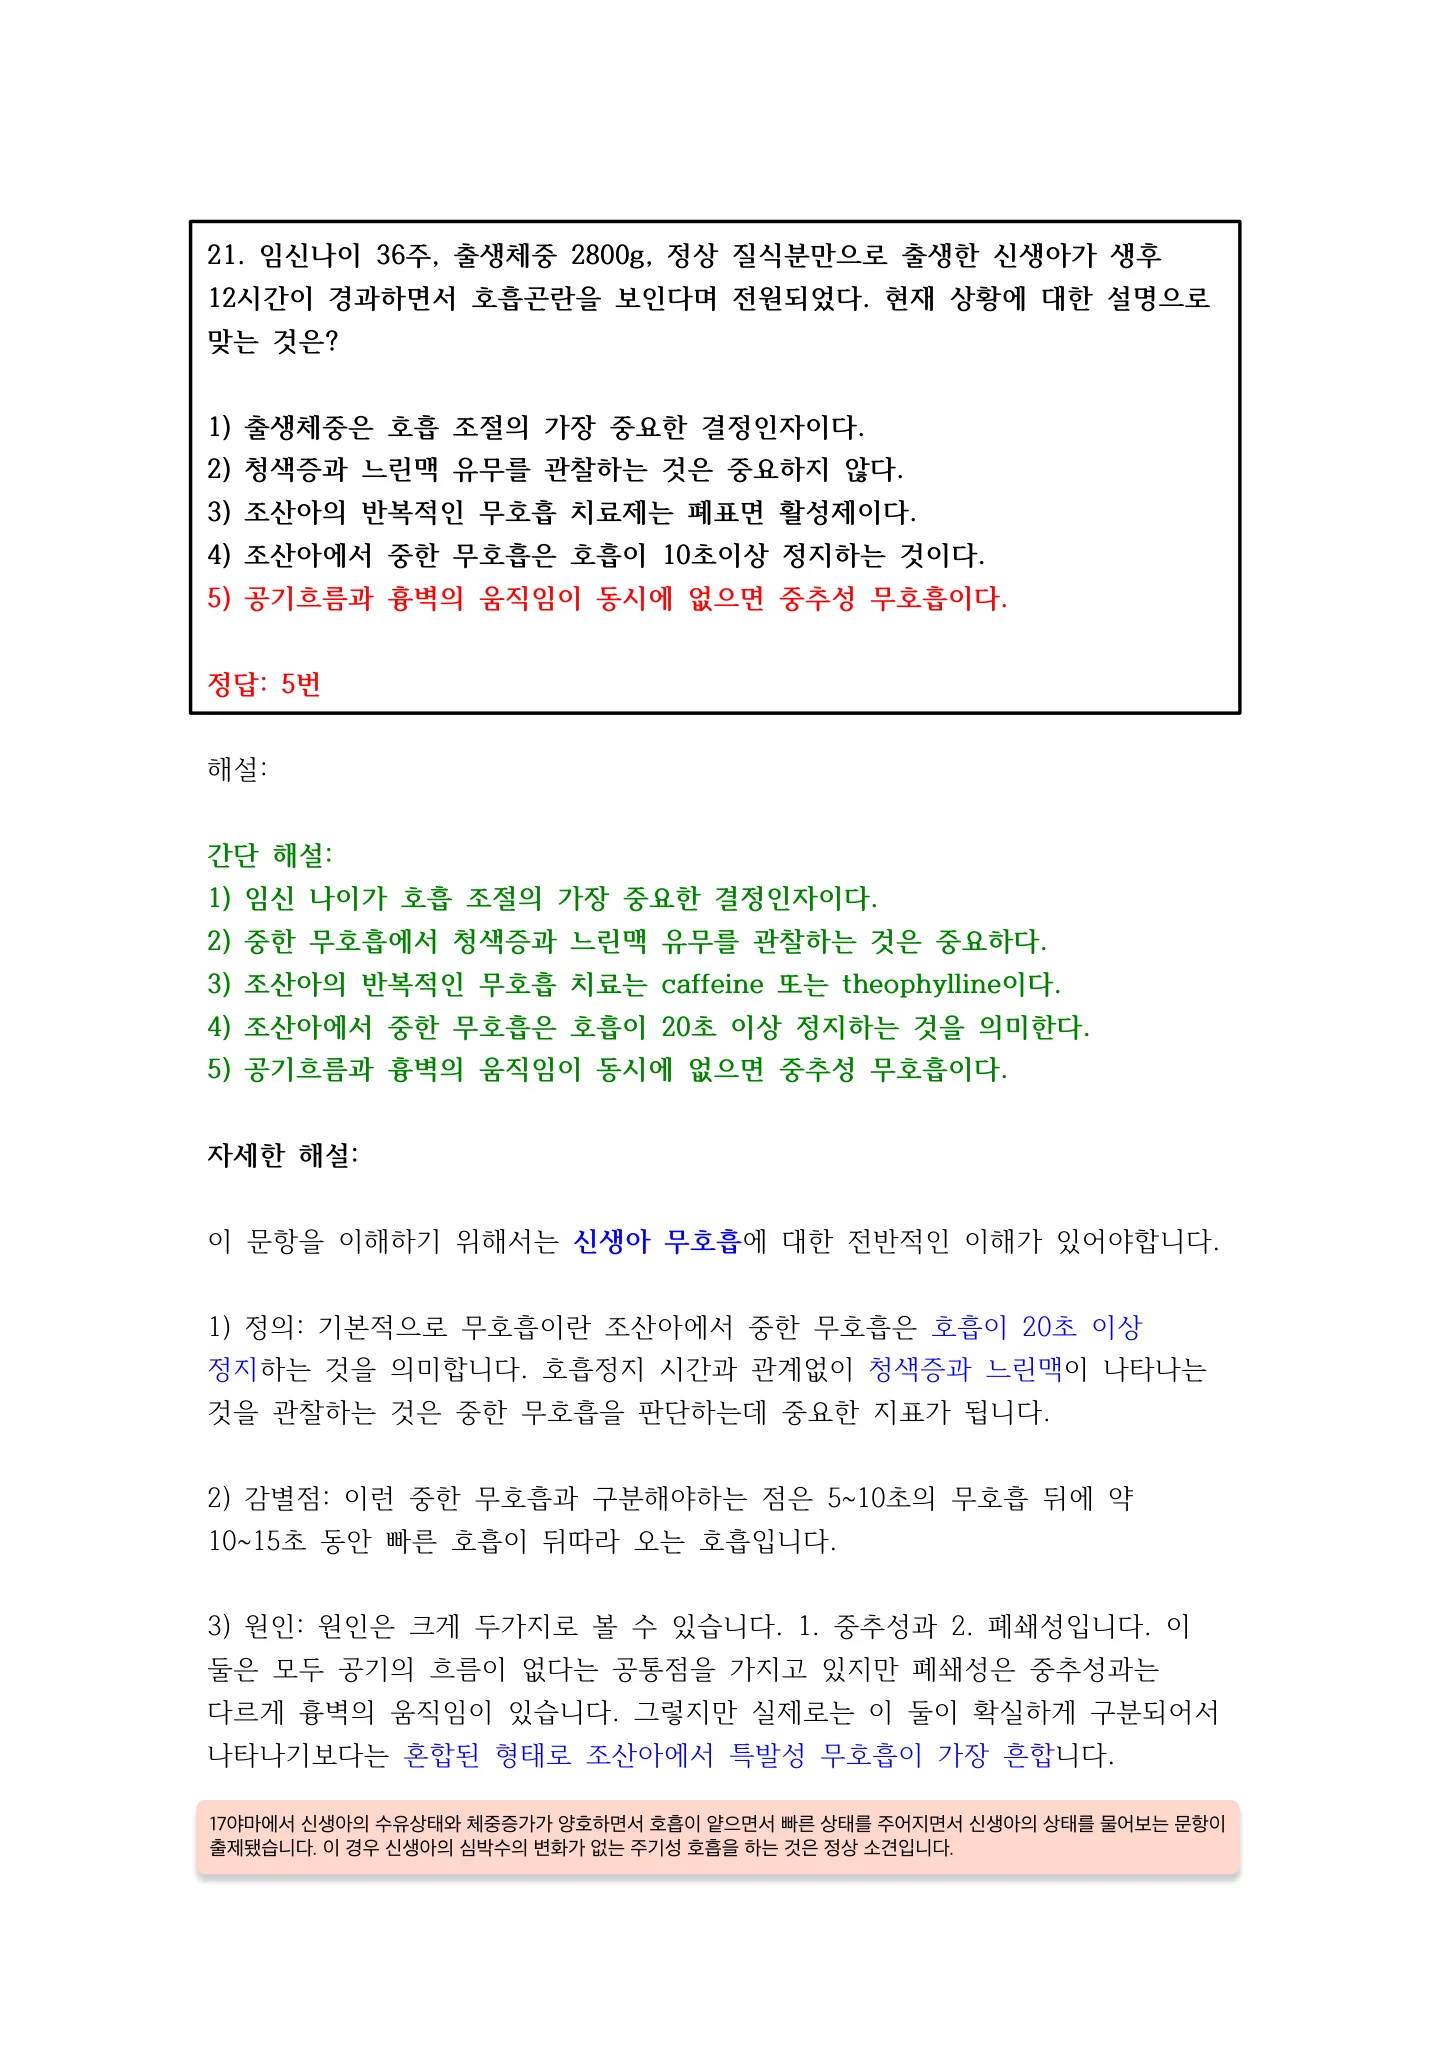 21. 임신나이 36주, 출생체중 2800g, 정상 질식분만으로 출생한 신생아가 생후
12시간이 경과하면서 호흡곤란을 보인다며 전원되었다. 현재 상황에 대한 설명으로
맞는 것은?
1) 출생체중은 호흡 조절의 가장 중요한 결정인자이다.
2) 청색증과 느린맥 유무를 관찰하는 것은 중요하지 않다.
3) 조산아의 반복적인 무호흡 치료제는 폐표면 활성제이다.
4) 조산아에서 중한 무호흡은 호흡이 10초이상 정지하는 것이다.
5) 공기흐름과 흉벽의 움직임이 동시에 없으면 중추성 무호흡이다.
정답: 5번
해설:
간단 해설:
1) 임신 나이가 호흡 조절의 가장 중요한 결정인자이다.
2) 중한 무호흡에서 청색증과 느린맥 유무를 관찰하는 것은 중요하다.
3) 조산아의 반복적인 무호흡 치료는 caffeine 또는 theophylline이다.
4) 조산아에서 중한 무호흡은 호흡이 20초 이상 정지하는 것을 의미한다.
5) 공기흐름과 흉벽의 움직임이 동시에 없으면 중추성 무호흡이다.
자세한 해설:
이 문항을 이해하기 위해서는 신생아 무호흡에 대한 전반적인 이해가 있어야합니다.
1) 정의: 기본적으로 무호흡이란 조산아에서 중한 무호흡은 호흡이 20초 이상
정지하는 것을 의미합니다. 호흡정지 시간과 관계없이 청색증과 느린맥이 나타나는
것을 관찰하는 것은 중한 무호흡을 판단하는데 중요한 지표가 됩니다.
2) 감별점: 이런 중한 무호흡과 구분해야하는 점은 5~10초의 무호흡 뒤에 약
10~15초 동안 빠른 호흡이 뒤따라 오는 호흡입니다.
3) 원인: 원인은 크게 두가지로 볼 수 있습니다. 1. 중추성과 2. 폐쇄성입니다. 이
둘은 모두 공기의 흐름이 없다는 공통점을 가지고 있지만 폐쇄성은 중추성과는
다르게 흉벽의 움직임이 있습니다. 그렇지만 실제로는 이 둘이 확실하게 구분되어서
나타나기보다는 혼합된 형태로 조산아에서 특발성 무호흡이 가장 흔합니다.
17야마에서 신생아의 수유상태와 체중증가가 양호하면서 호흡이 얕으면서 빠른 상태를 주어지면서 신생아의 상태를 물어보는 문항이
출제됐습니다. 이 경우 신생아의 심박수의 변화가 없는 주기성 호흡을 하는 것은 정상 소견입니다.